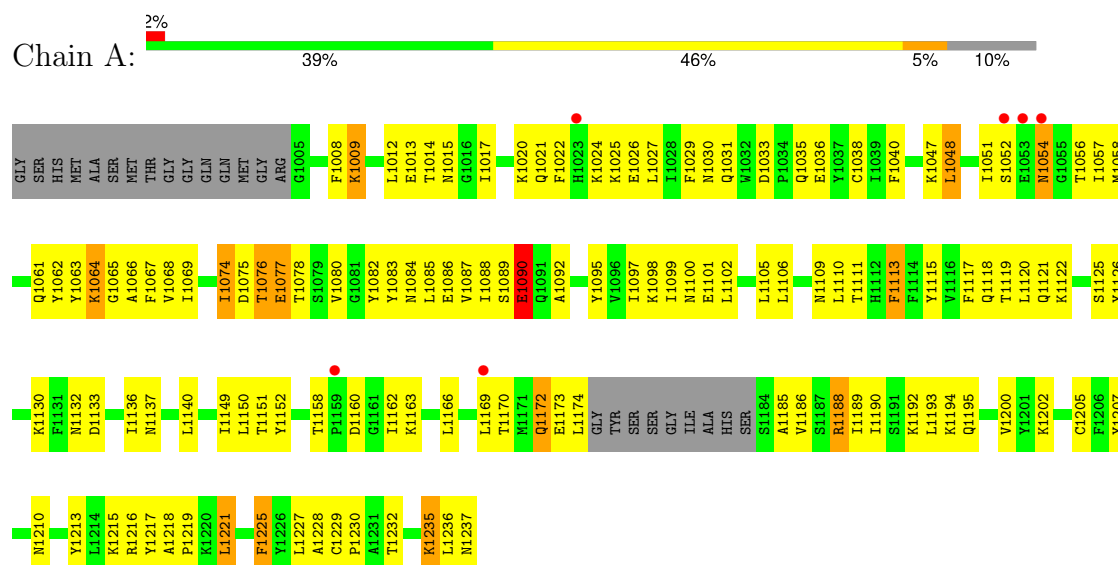 2%
Chain A:
39% 46% 5% 10%
GLY SER HIS MET ALA SER MET THR GLY GLY GLN GLN MET GLY ARG G1005 F1008 K1009 L1012 E1013 T1014 N1015 G1016 I1017 K1020 Q1021 F1022 H1023 K1024 K1025 E1026 L1027 I1028 F1029 N1030 Q1031 W1032 D1033 P1034 Q1035 E1036 Y1037 C1038 I1039 F1040 K1047 L1048 I1051 S1052 E1053 N1054 G1055 T1056 I1057 M1058
Q1061 Y1062 Y1063 K1064 G1065 A1066 F1067 V1068 I1069 I1074 D1075 T1076 E1077 T1078 S1079 V1080 G1081 Y1082 Y1083 N1084 L1085 E1086 V1087 I1088 S1089 E1090 Q1091 A1092 Y1095 V1096 I1097 K1098 I1099 N1100 E1101 L1102 L1105 L1106 N1109 L1110 T1111 H1112 F1113 F1114 Y1115 V1116 F1117 Q1118 T1119 L1120 Q1121 K1122 S1125 Y1126
K1130 F1131 N1132 D1133 I1136 N1137 L1140 I1149 L1150 T1151 Y1152 T1158 P1159 D1160 G1161 I1162 K1163 L1166 L1169 T1170 M1171 Q1172 E1173 L1174 GLY TYR SER SER GLY ILE ALA HIS SER S1184 A1185 V1186 S1187 R1188 I1189 I1190 S1191 K1192 L1193 K1194 Q1195 V1200 Y1201 K1202 C1205 F1206 Y1207
N1210 Y1213 L1214 K1215 R1216 Y1217 A1218 P1219 K1220 L1221 F1225 Y1226 L1227 A1228 C1229 P1230 A1231 T1232 K1235 L1236 N1237